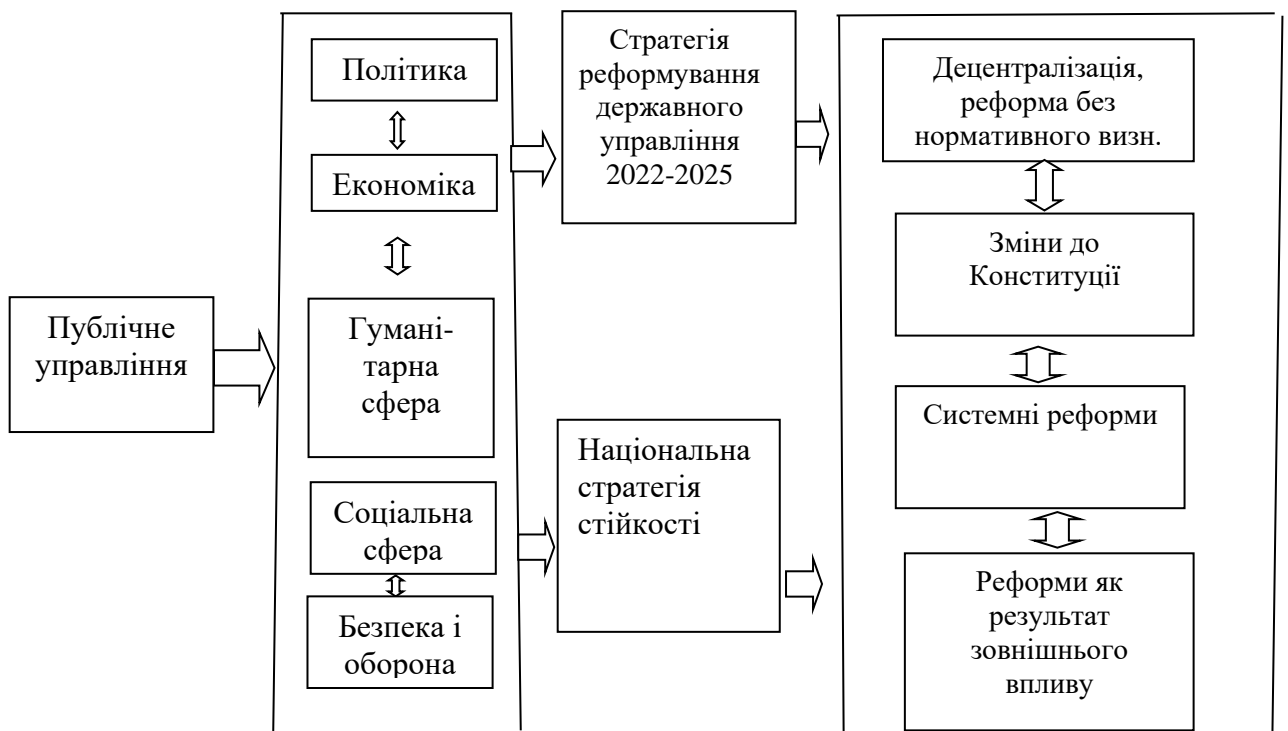 Публічне
управління
Політика
Економіка
Гумані-
тарна
сфера
Соціальна
сфера
Безпека і
оборона
Стратегія
реформування
державного
управління
2022-2025
Національна
стратегія
стійкості
Децентралізація,
реформа без
нормативного визн.
Зміни до
Конституції
Системні реформи
Реформи як
результат
зовнішнього
впливу